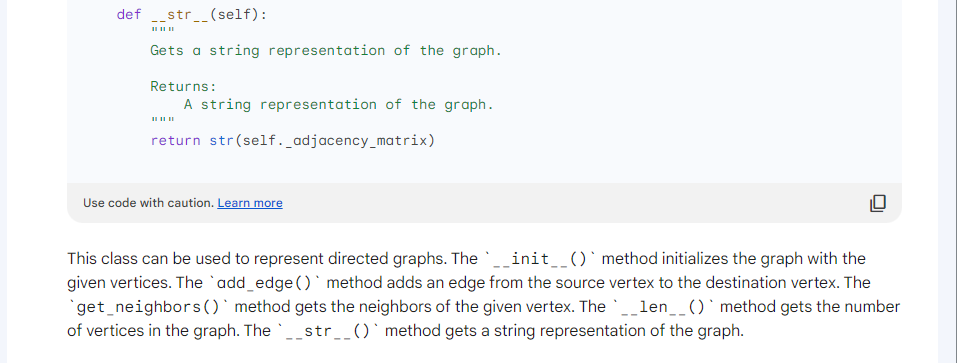 def __str__(self):
"""
Gets a string representation of the graph.
Returns:
A string representation of the graph.
"""
return str(self._adjacency_matrix)
Use code with caution. Learn more
This class can be used to represent directed graphs. The `__init__()` method initializes the graph with the
given vertices. The `add_edge()` method adds an edge from the source vertex to the destination vertex. The
`get_neighbors()` method gets the neighbors of the given vertex. The `__len__()` method gets the number
of vertices in the graph. The `__str__()` method gets a string representation of the graph.